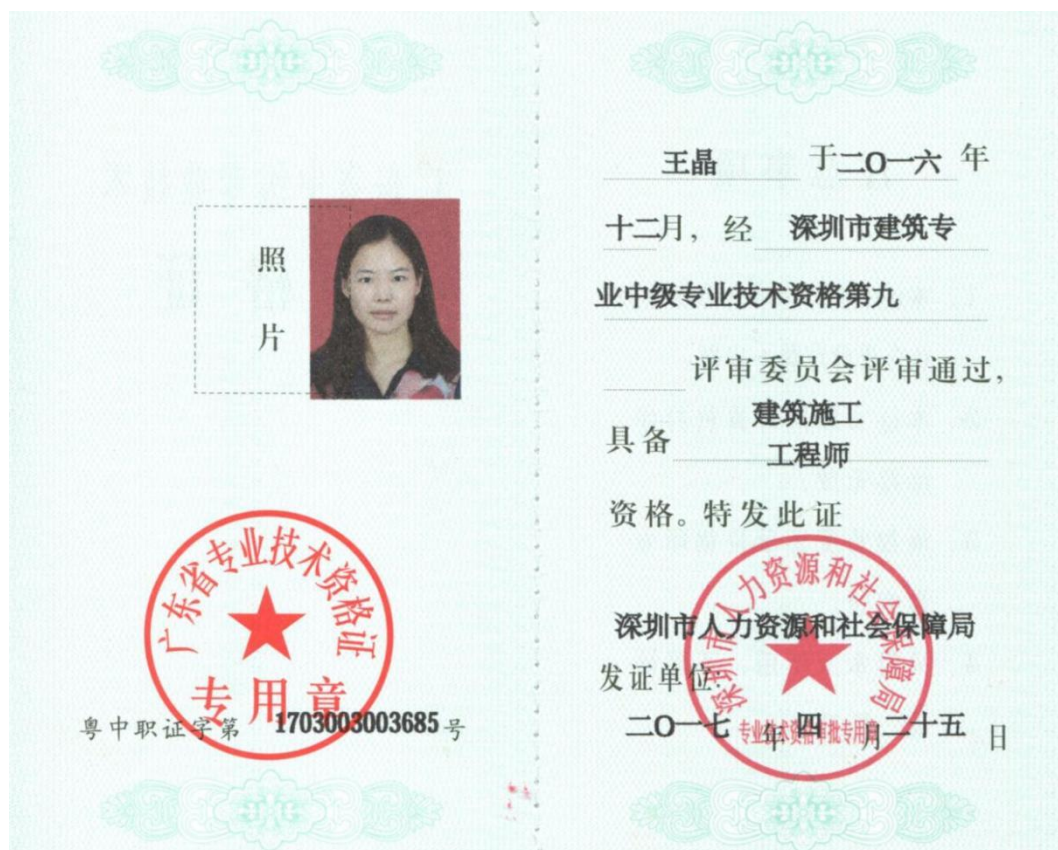 照
片
广东省专业技术资格证
专用章
粤中职证字第 1703003003685 号
王晶 于二O一六 年
十二月，经 深圳市建筑专
业中级专业技术资格第九
评审委员会评审通过，
具备 建筑施工
工程师
资格。特发此证
深圳市人力资源和社会保障局
深圳市人力资源和社会保障局
发证单位：
专业技术资格审批专用章
二O一七 年 四 月 二十五 日